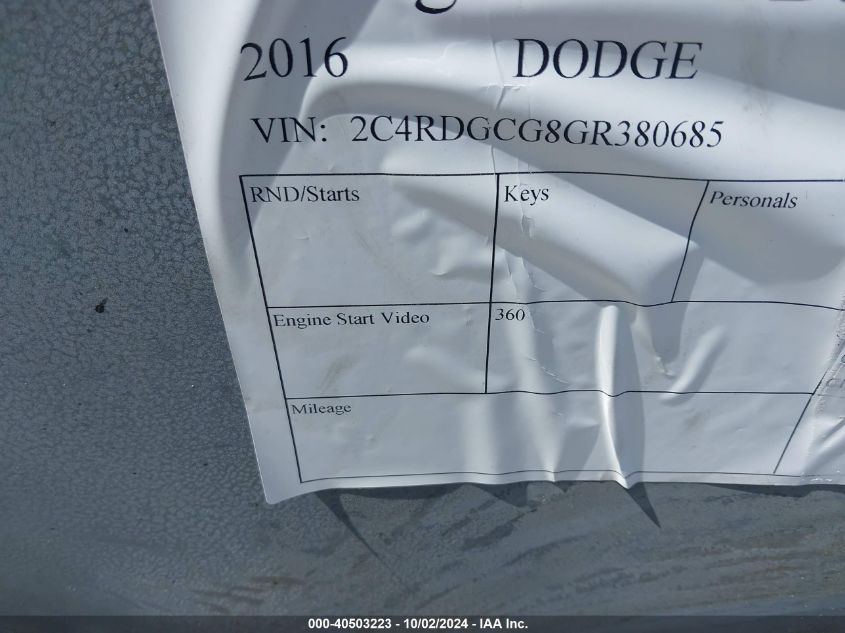 2016 DODGE
VIN: 2C4RDGCG8GR380685
RND/Starts Keys Personals
Engine Start Video 360
Mileage
000-40503223 - 10/02/2024 - IAA Inc.